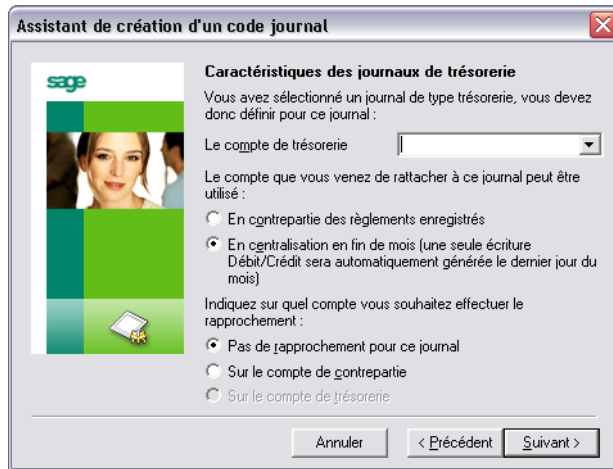 Assistant de création d'un code journal
sage
Caractéristiques des journaux de trésorerie
Vous avez sélectionné un journal de type trésorerie, vous devez
donc définir pour ce journal :
Le compte de trésorerie
Le compte que vous venez de rattacher à ce journal peut être
utilisé :
En contrepartie des règlements enregistrés
En centralisation en fin de mois (une seule écriture
Débit/Crédit sera automatiquement générée le dernier jour du
mois)
Indiquez sur quel compte vous souhaitez effectuer le
rapprochement :
Pas de rapprochement pour ce journal
Sur le compte de contrepartie
Sur le compte de trésorerie
Annuler
< Précédent
Suivant >